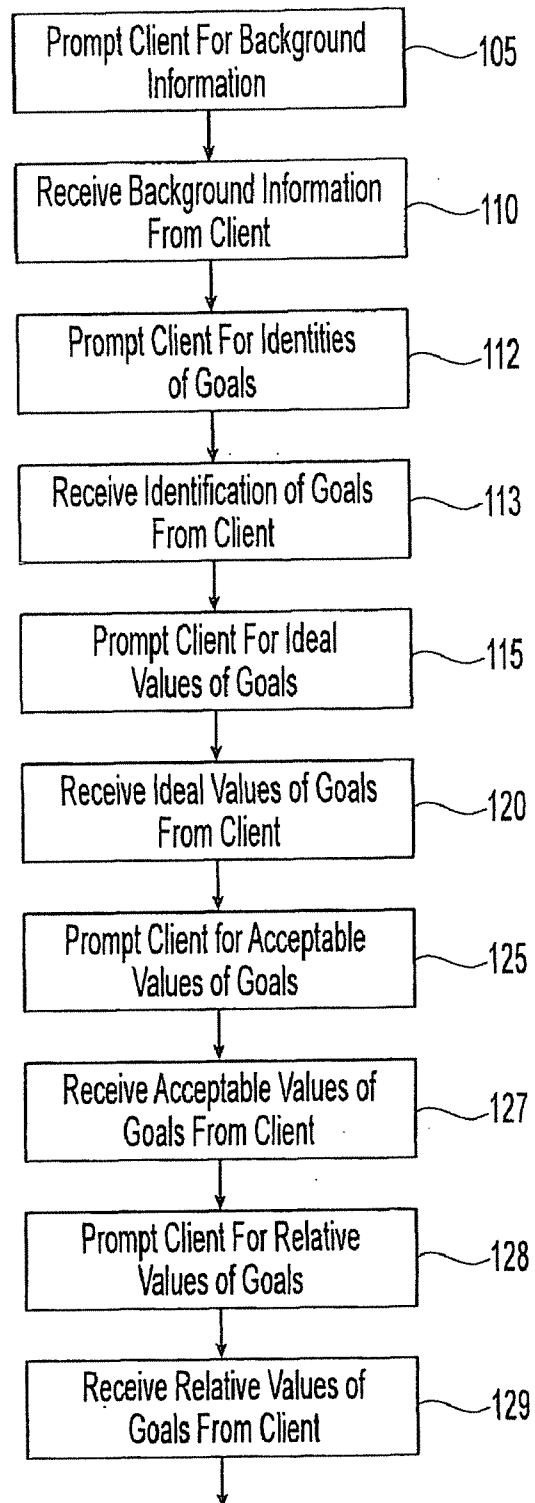 Prompt Client For Background
Information
105
Receive Background Information
From Client
110
Prompt Client For Identities
of Goals
112
Receive Identification of Goals
From Client
113
Prompt Client For Ideal
Values of Goals
115
Receive Ideal Values of Goals
From Client
120
Prompt Client for Acceptable
Values of Goals
125
Receive Acceptable Values of
Goals From Client
127
Prompt Client For Relative
Values of Goals
128
Receive Relative Values of
Goals From Client
129